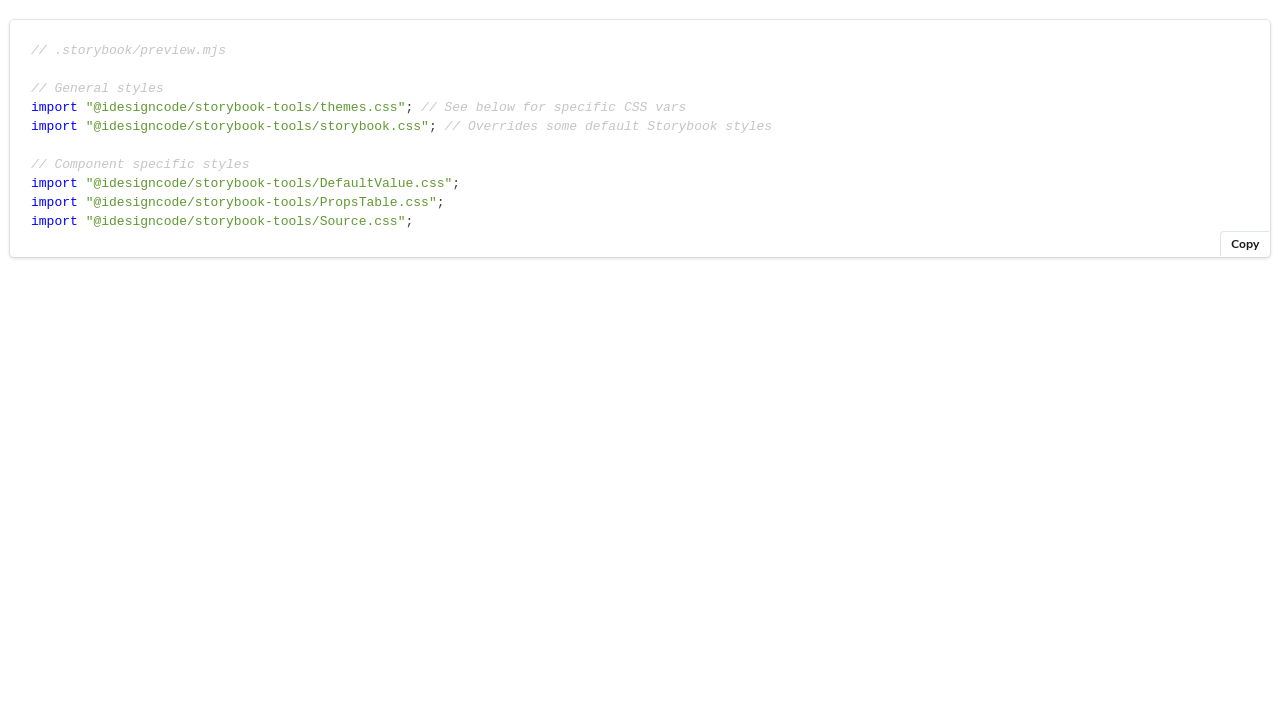 // .storybook/preview.mjs
// General styles
import "@idesigncode/storybook-tools/themes.css"; // See below for specific CSS vars
import "@idesigncode/storybook-tools/storybook.css"; // Overrides some default Storybook styles
// Component specific styles
import "@idesigncode/storybook-tools/DefaultValue.css";
import "@idesigncode/storybook-tools/PropsTable.css";
import "@idesigncode/storybook-tools/Source.css";
Copy